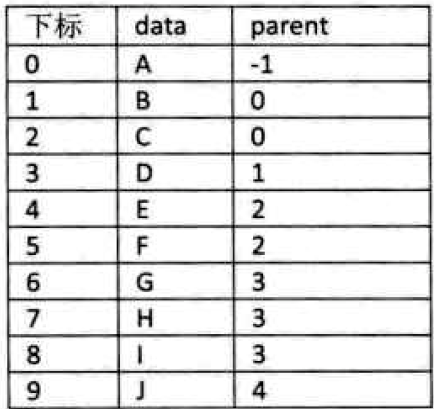 下标 data parent
0 A -1
1 B 0
2 C 0
3 D 1
4 E 2
5 F 2
6 G 3
7 H 3
8 I 3
9 J 4